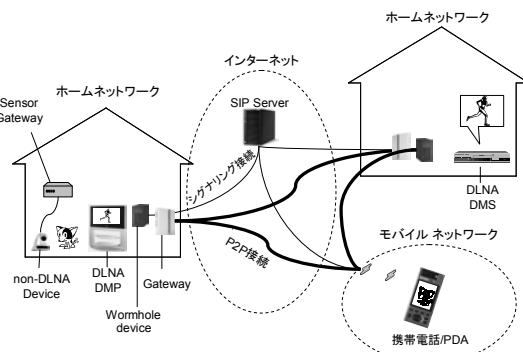 ホームネットワーク
インターネット
SIP Server
ホームネットワーク
Sensor
Gateway
シグナリング接続
P2P接続
non-DLNA
Device
DLNA
DMP
Wormhole
device
Gateway
DLNA
DMS
モバイル ネットワーク
携帯電話/PDA